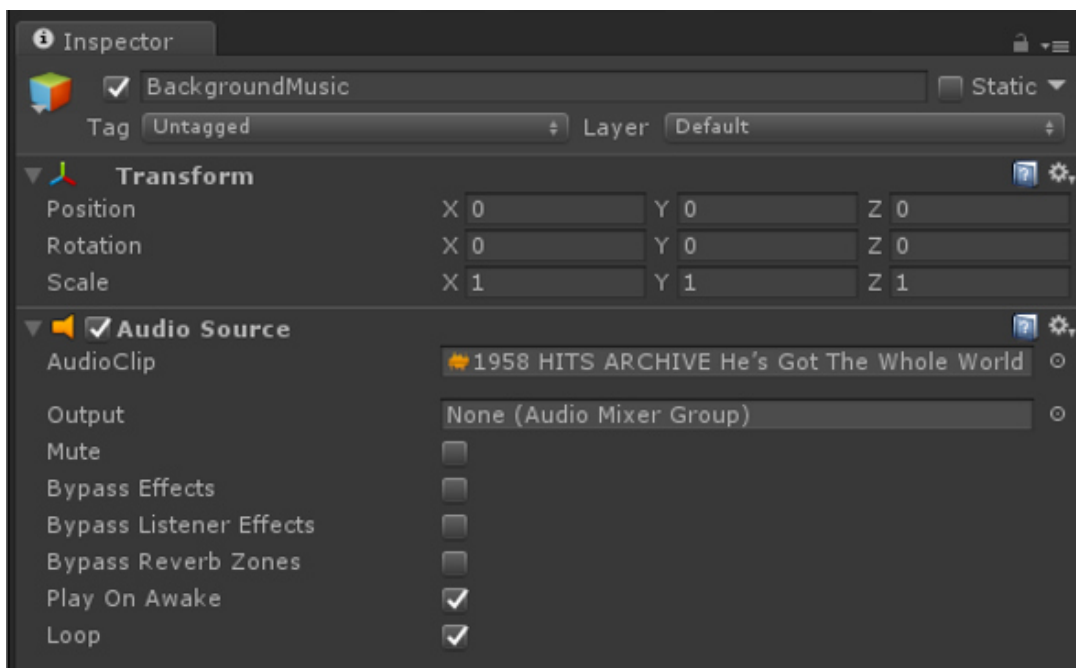 Inspector
BackgroundMusic Static
Tag Untagged Layer Default
Transform
Position X 0 Y 0 Z 0
Rotation X 0 Y 0 Z 0
Scale X 1 Y 1 Z 1
Audio Source
AudioClip 1958 HITS ARCHIVE He’s Got The Whole World
Output None (Audio Mixer Group)
Mute
Bypass Effects
Bypass Listener Effects
Bypass Reverb Zones
Play On Awake
Loop